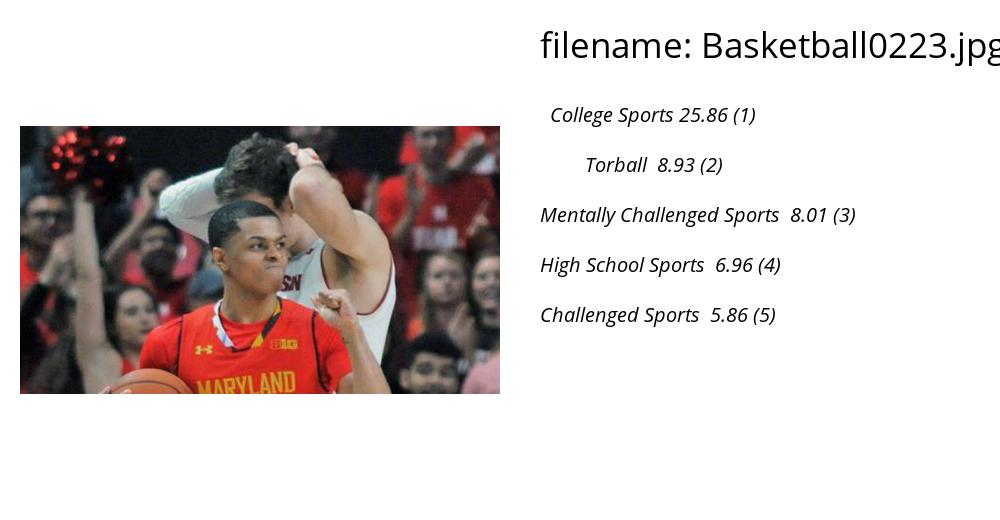 filename: Basketball0223.jpg
College Sports 25.86 (1)
Torball 8.93 (2)
Mentally Challenged Sports 8.01 (3)
High School Sports 6.96 (4)
Challenged Sports 5.86 (5)
SN
B1G
MARYLAND